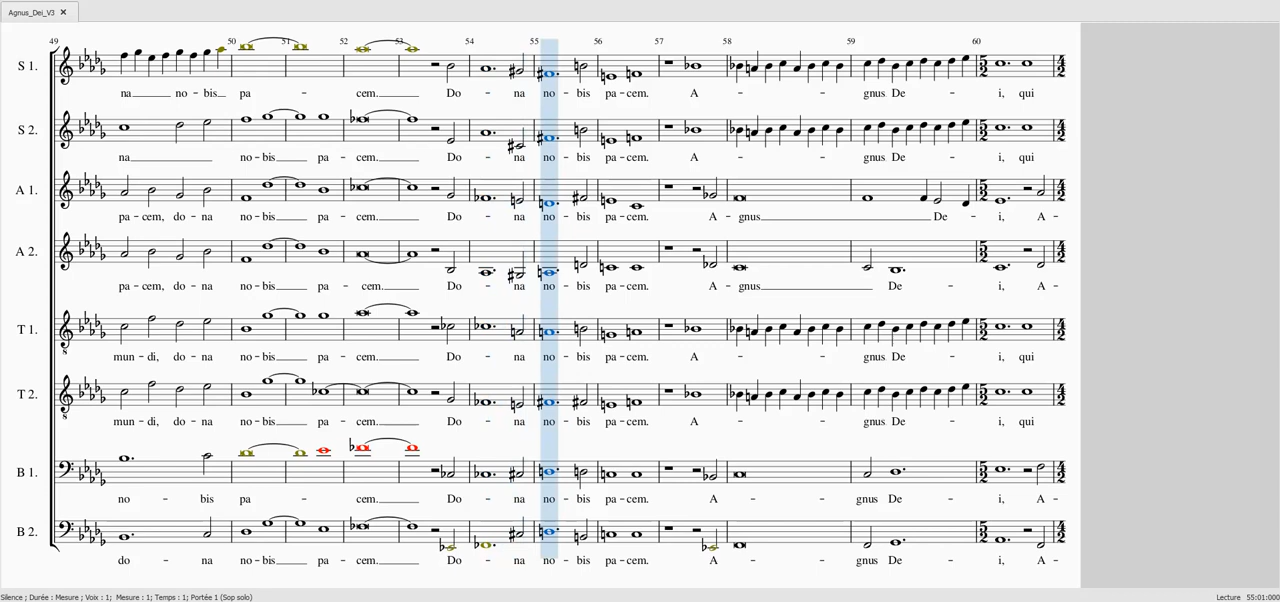 Agnus_Dei_V3 ✕
49 50 51 52 53 54 55 56 57 58 59 60
S 1.
na no - bis pa - cem. Do - na no - bis pa - cem. A - gnus De - i, qui
S 2.
na no - bis pa - cem. Do - na no - bis pa - cem. A - gnus De - i, qui
A 1.
pa - cem, do - na no - bis pa - cem. Do - na no - bis pa - cem. A - gnus De - i, A -
A 2.
pa - cem, do - na no - bis pa - cem. Do - na no - bis pa - cem. A - gnus De - i, A -
T 1.
mun - di, do - na no - bis pa - cem. Do - na no - bis pa - cem. A - gnus De - i, qui
T 2.
mun - di, do - na no - bis pa - cem. Do - na no - bis pa - cem. A - gnus De - i, qui
B 1.
no - bis pa - cem. Do - na no - bis pa - cem. A - gnus De - i, A -
B 2.
do - na no - bis pa - cem. Do - na no - bis pa - cem. A - gnus De - i, A -
Silence ; Durée : Mesure ; Voix : 1; Mesure : 1; Temps : 1; Portée 1 (Sop solo) Lecture 55:01:000